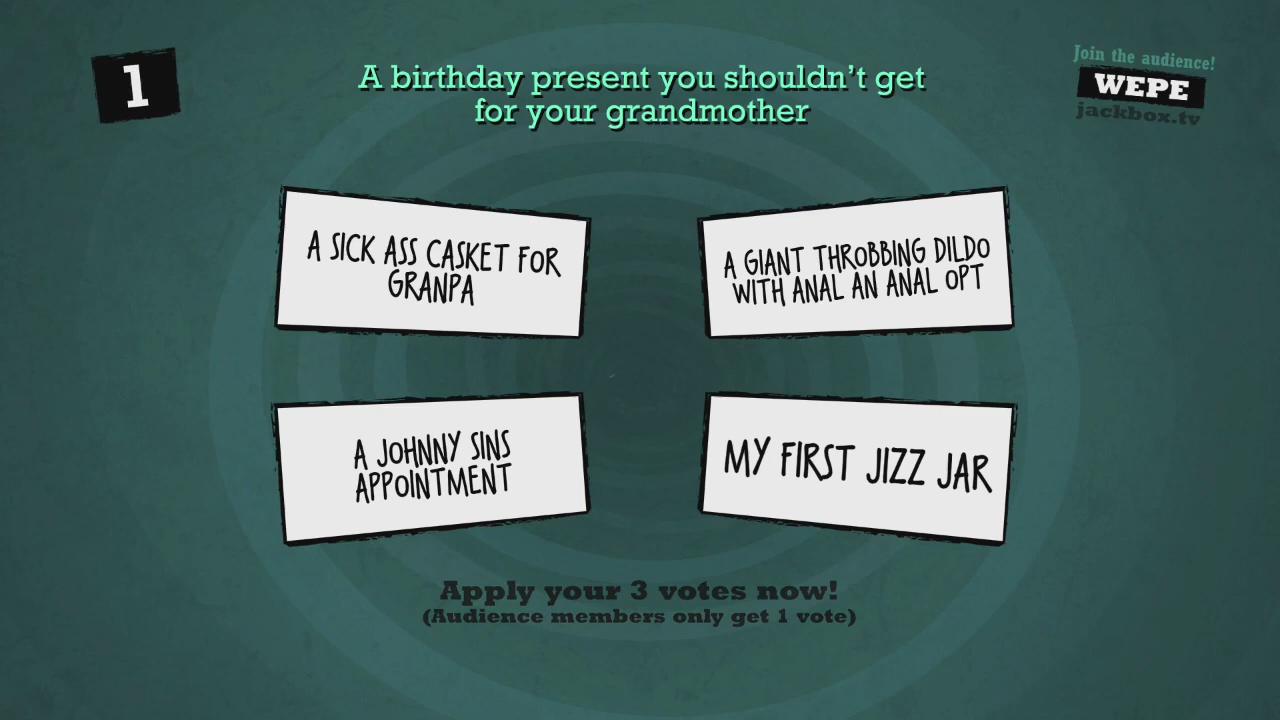 1
A birthday present you shouldn't get
for your grandmother
Join the audience!
WEPE
jackbox.tv
A SICK ASS CASKET FOR
GRANPA
A GIANT THROBBING DILDO
WITH ANAL AN ANAL OPT
A JOHNNY SINS
APPOINTMENT
MY FIRST JIZZ JAR
Apply your 3 votes now!
(Audience members only get 1 vote)